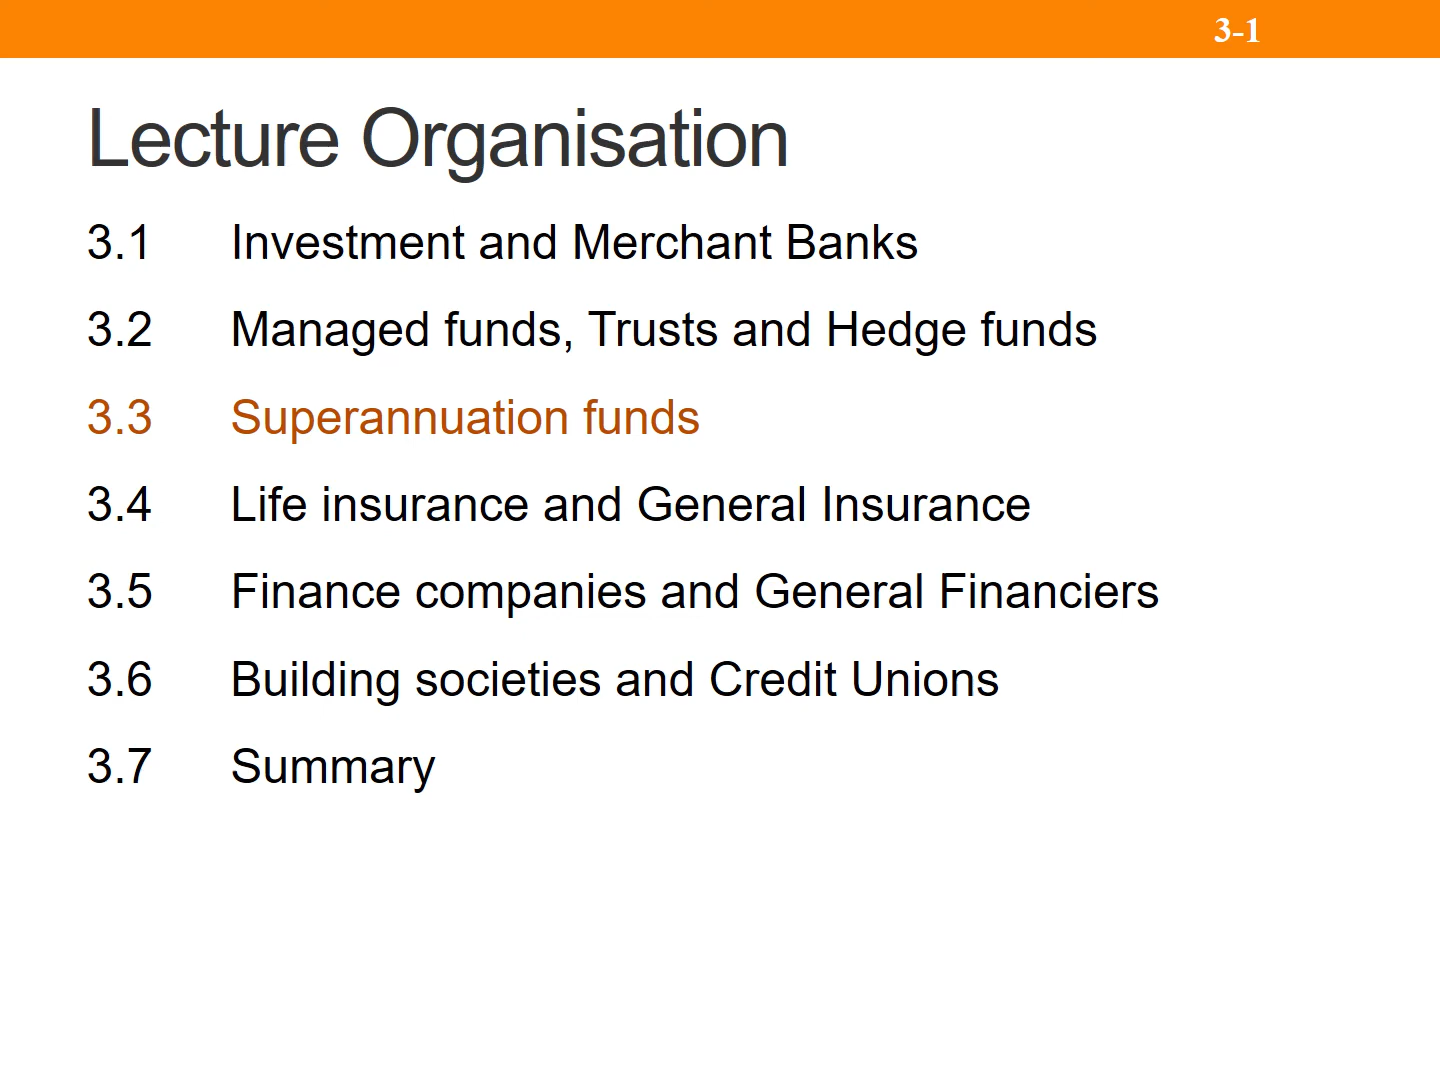 3-1
Lecture Organisation
3.1 Investment and Merchant Banks
3.2 Managed funds, Trusts and Hedge funds
3.3 Superannuation funds
3.4 Life insurance and General Insurance
3.5 Finance companies and General Financiers
3.6 Building societies and Credit Unions
3.7 Summary